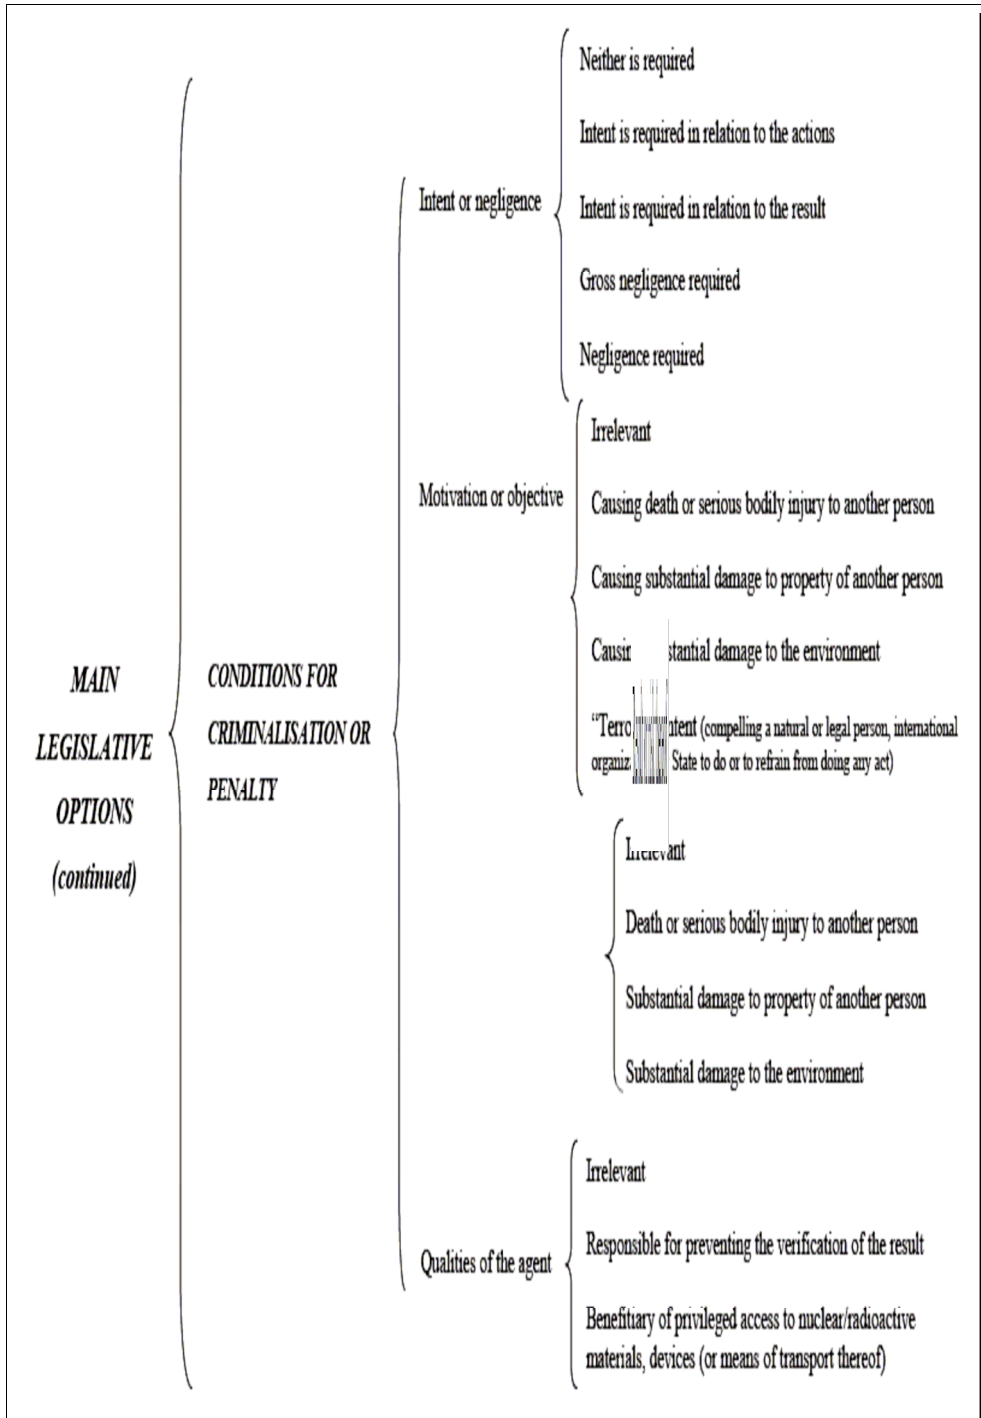 MAIN
LEGISLATIVE
OPTIONS
(continued)
CONDITIONS FOR
CRIMINALISATION OR
PENALTY
Intent or negligence
Neither is required
Intent is required in relation to the actions
Intent is required in relation to the result
Gross negligence required
Negligence required
Motivation or objective
Irrelevant
Causing death or serious bodily injury to another person
Causing substantial damage to property of another person
damage to the environment
(compelling a natural or legal person, international
State to do or to refrain from doing any act)
Irrelevant
Death or serious bodily injury to another person
Substantial damage to property of another person
Substantial damage to the environment
Qualities of the agent
Irrelevant
Responsible for preventing the verification of the result
Benefitiary of privileged access to nuclear/radioactive
materials, devices (or means of transport thereof)